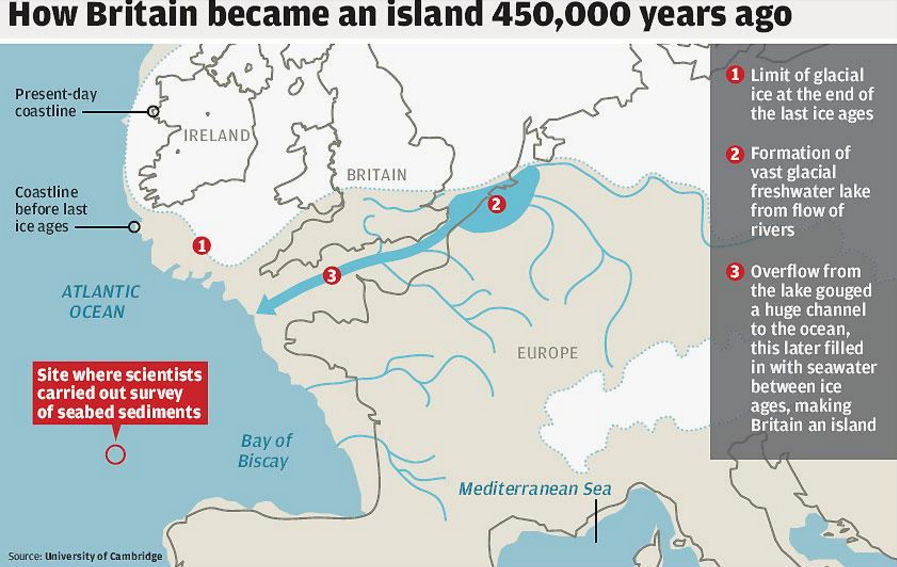 How Britain became an island 450,000 years ago
Present-day
coastline
IRELAND
BRITAIN
Coastline
before last
ice ages
1
2
3
ATLANTIC
OCEAN
EUROPE
Site where scientists
carried out survey
of seabed sediments
Bay of
Biscay
Mediterranean Sea
Source: University of Cambridge
1 Limit of glacial
ice at the end of
the last ice ages
2 Formation of
vast glacial
freshwater lake
from flow of
rivers
3 Overflow from
the lake gouged
a huge channel
to the ocean,
this later filled
in with seawater
between ice
ages, making
Britain an island